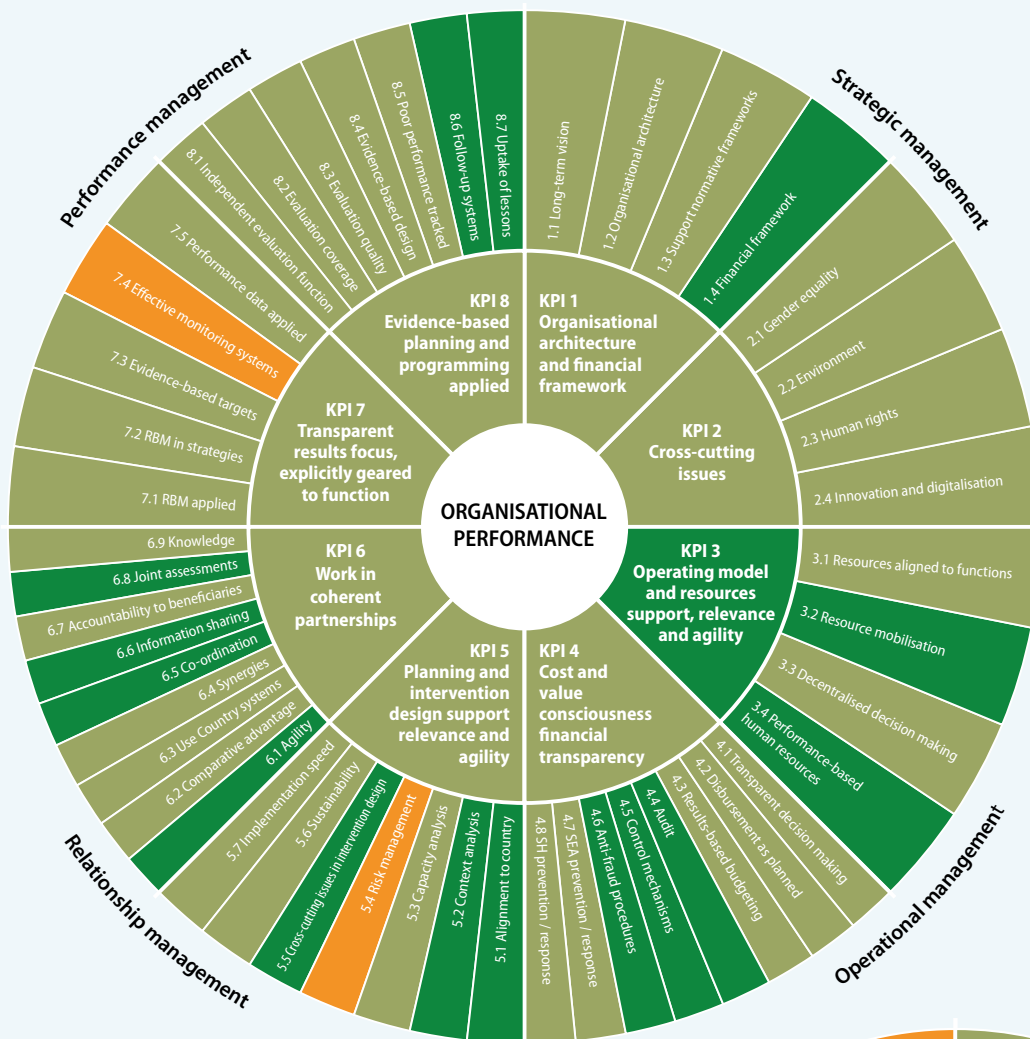 Performance management
Strategic management
Operational management
Relationship management
ORGANISATIONAL
PERFORMANCE
KPI 1
Organisational
architecture
and financial
framework
1.1 Long-term vision
1.2 Organisational architecture
1.3 Support normative frameworks
1.4 Financial framework
KPI 2
Cross-cutting
issues
2.1 Gender equality
2.2 Environment
2.3 Human rights
2.4 Innovation and digitalisation
KPI 3
Operating model
and resources
support, relevance
and agility
3.1 Resources aligned to functions
3.2 Resource mobilisation
3.3 Decentralised decision making
3.4 Performance-based
human resources
KPI 4
Cost and
value
consciousness
financial
transparency
4.1 Transparent decision making
4.2 Disbursement as planned
4.3 Results-based budgeting
4.4 Audit
4.5 Control mechanisms
4.6 Anti-fraud procedures
4.7 SEA prevention / response
4.8 SH prevention / response
KPI 5
Planning and
intervention
design support
relevance and
agility
5.1 Alignment to country
5.2 Context analysis
5.3 Capacity analysis
5.4 Risk management
5.5 Cross-cutting issues in intervention design
5.6 Sustainability
5.7 Implementation speed
KPI 6
Work in
coherent
partnerships
6.1 Agility
6.2 Comparative advantage
6.3 Use Country systems
6.4 Synergies
6.5 Co-ordination
6.6 Information sharing
6.7 Accountability to beneficiaries
6.8 Joint assessments
6.9 Knowledge
KPI 7
Transparent
results focus,
explicitly geared
to function
7.1 RBM applied
7.2 RBM in strategies
7.3 Evidence-based targets
7.4 Effective monitoring systems
7.5 Performance data applied
KPI 8
Evidence-based
planning and
programming
applied
8.1 Independent evaluation function
8.2 Evaluation coverage
8.3 Evaluation quality
8.4 Evidence-based design
8.5 Poor performance tracked
8.6 Follow-up systems
8.7 Uptake of lessons